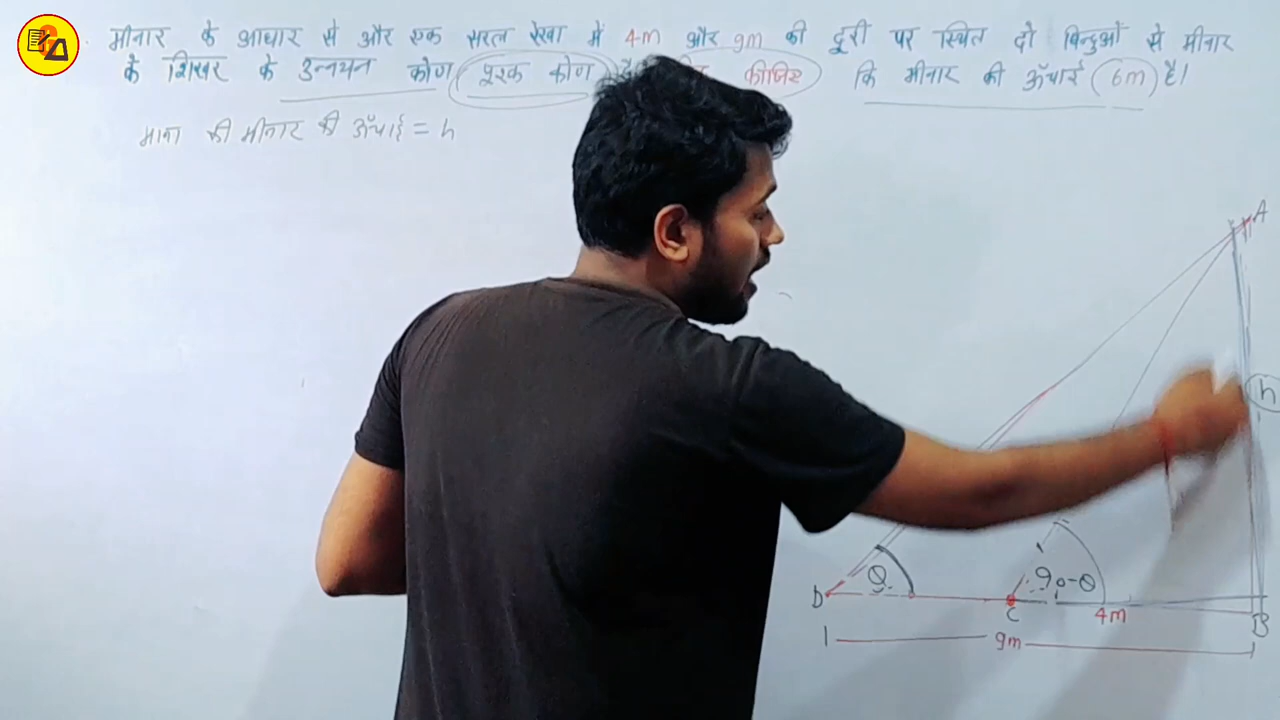 मीनार के आधार से और एक सरल रेखा में 4m और 9m की दूरी पर स्थित दो बिन्दुओं से मीनार
के शिखर के उन्नयन कोण पूरक कोण कीजिए कि मीनार की ऊँचाई 6m है।
माना की मीनार की ऊँचाई = h
A
h
θ 90-θ
D C 4m B
9m